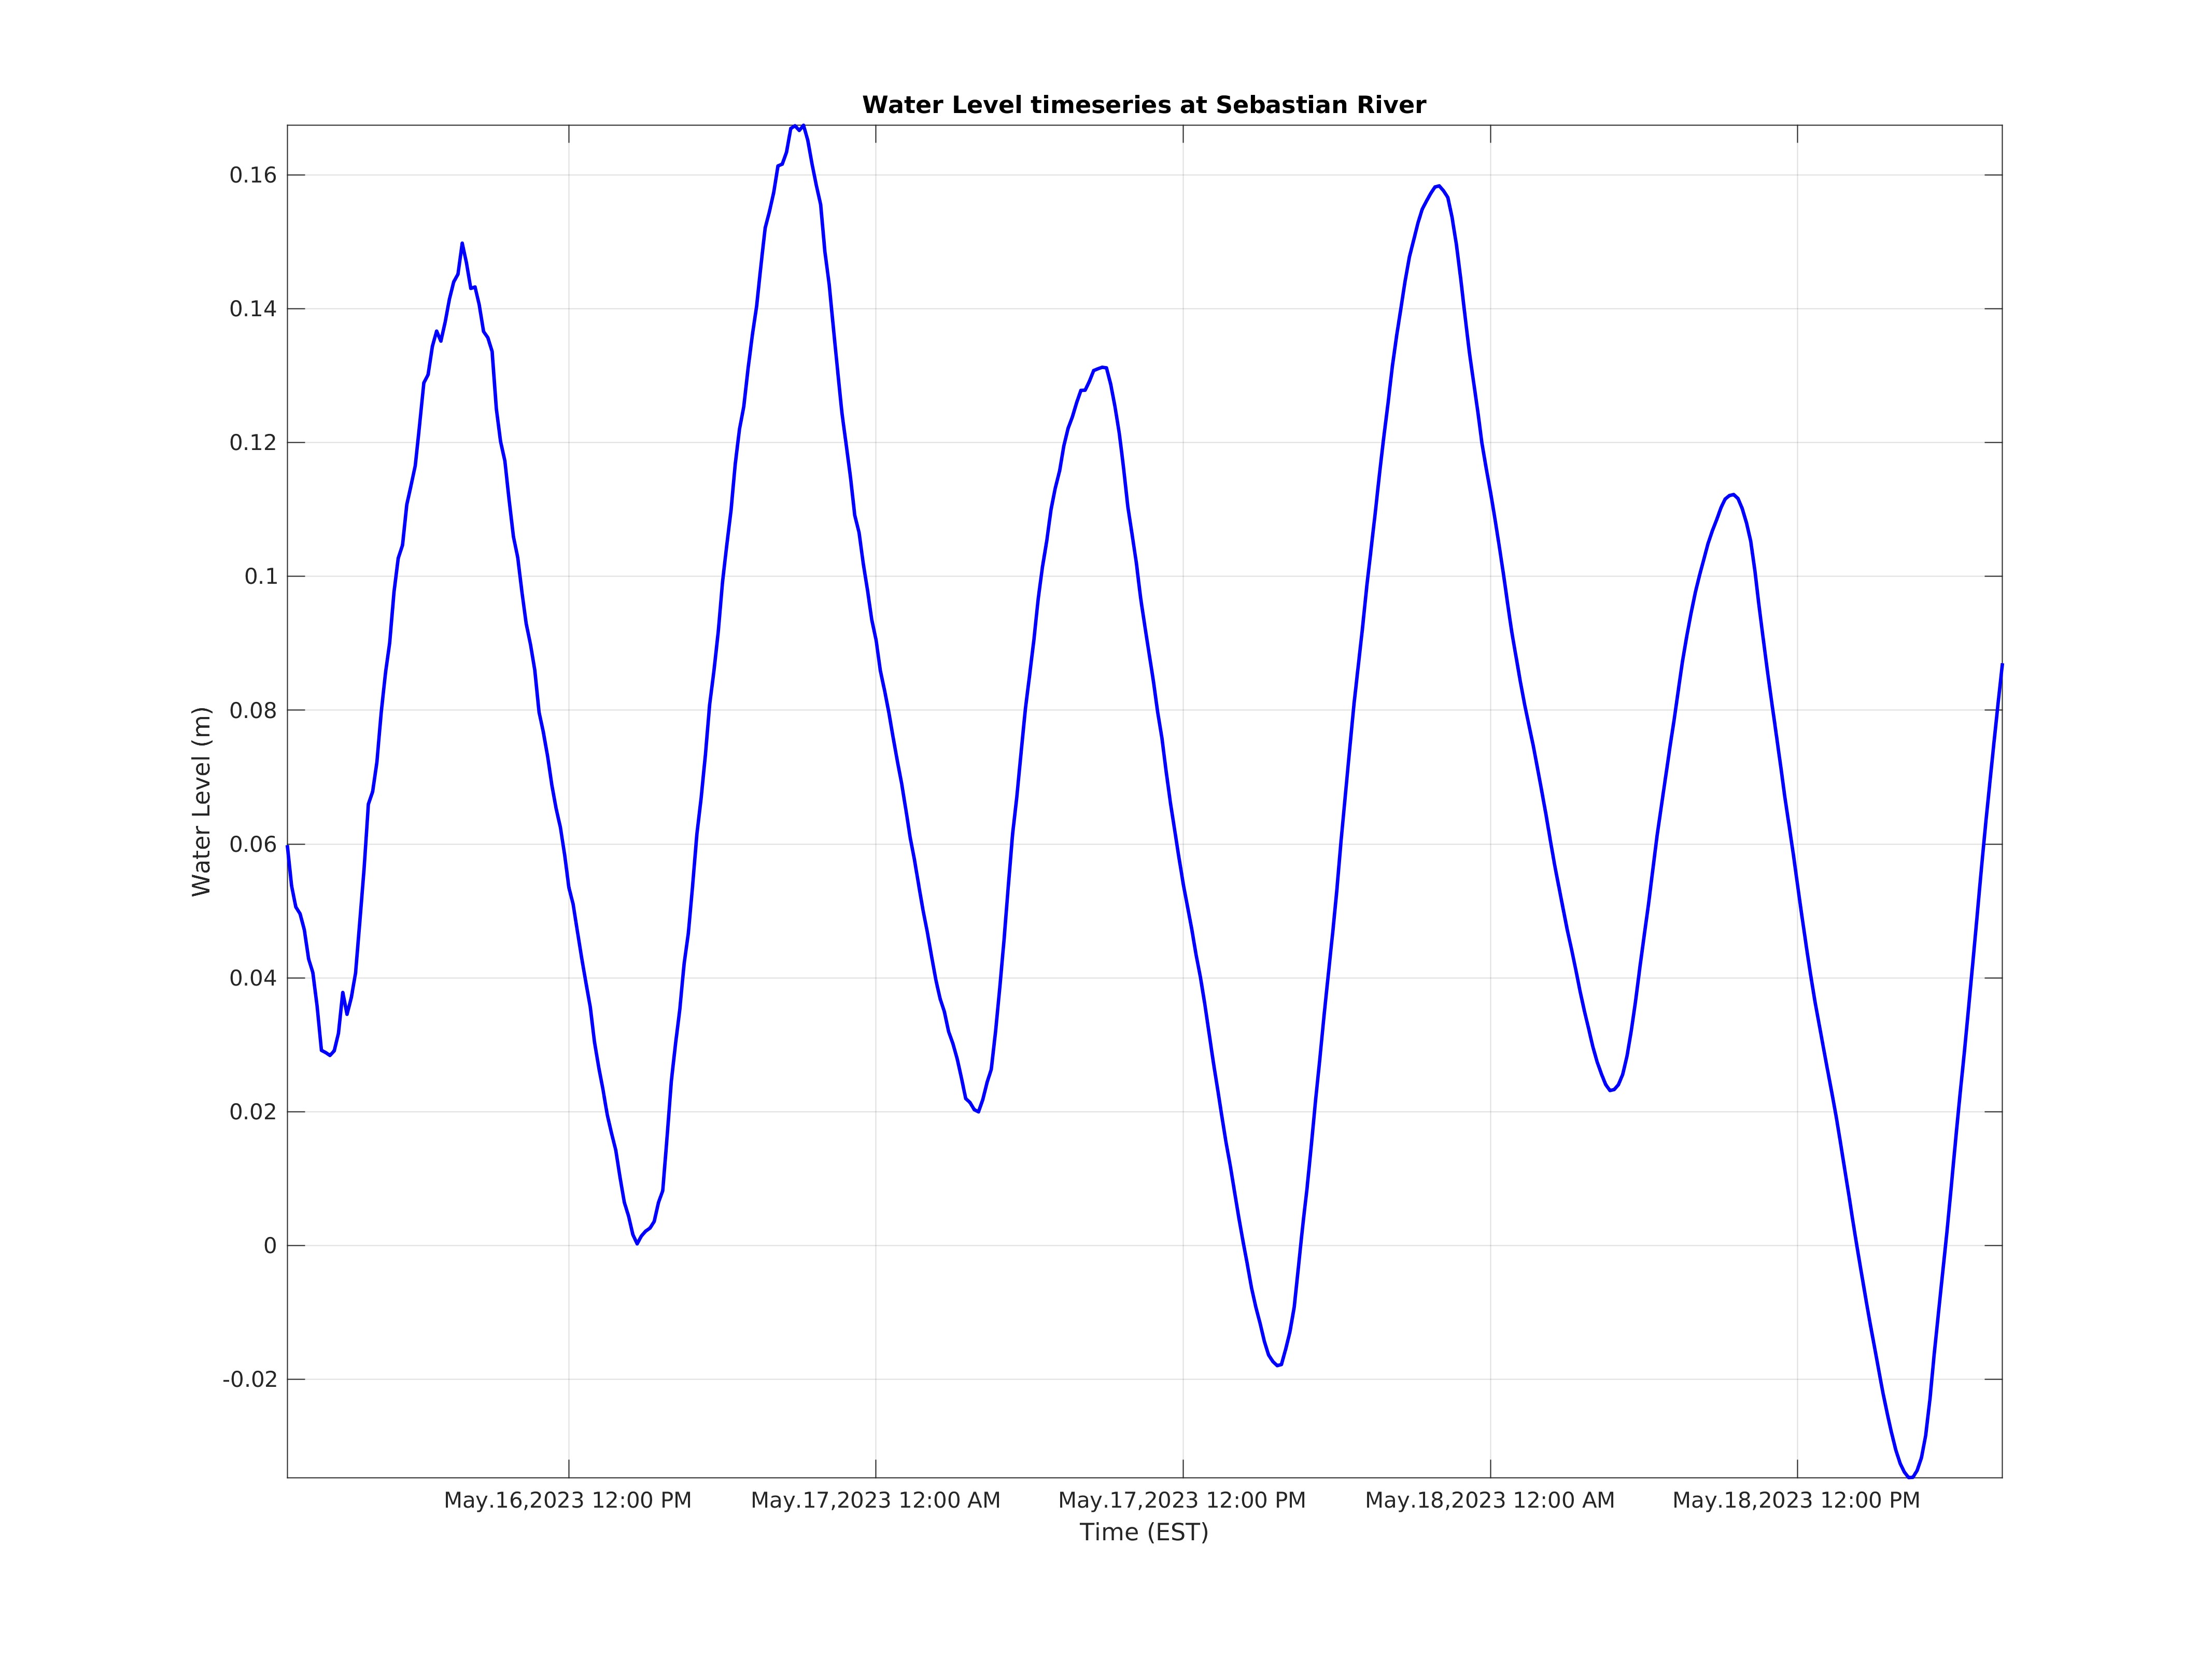 Water Level timeseries at Sebastian River
0.16
0.14
0.12
0.1
0.08
0.06
0.04
0.02
0
-0.02
Water Level (m)
May.16,2023 12:00 PM
May.17,2023 12:00 AM
May.17,2023 12:00 PM
May.18,2023 12:00 AM
May.18,2023 12:00 PM
Time (EST)